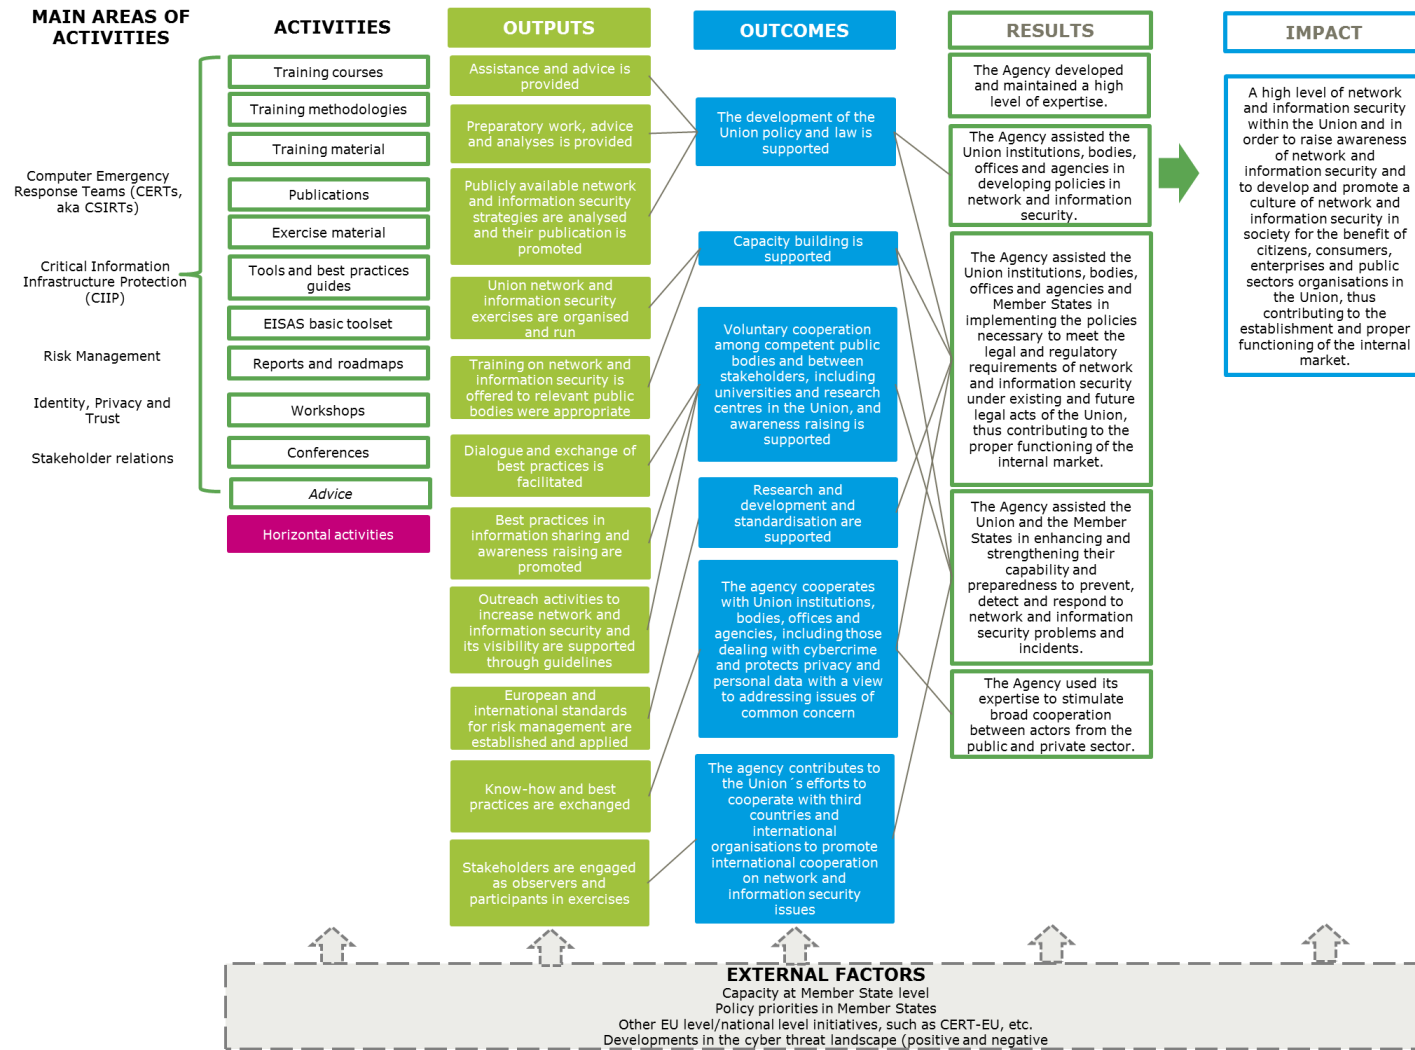 MAIN AREAS OF
ACTIVITIES
Computer Emergency
Response Teams (CERTs,
aka CSIRTs)
Critical Information
Infrastructure Protection
(CIIP)
Risk Management
Identity, Privacy and
Trust
Stakeholder relations
ACTIVITIES
Training courses
Training methodologies
Training material
Publications
Exercise material
Tools and best practices
guides
EISAS basic toolset
Reports and roadmaps
Workshops
Conferences
Advice
Horizontal activities
OUTPUTS
Assistance and advice is
provided
Preparatory work, advice
and analyses is provided
Publicly available network
and information security
strategies are analysed
and their publication is
promoted
Union network and
information security
exercises are organised
and run
Training on network and
information security is
offered to relevant public
bodies were appropriate
Dialogue and exchange of
best practices is
facilitated
Best practices in
information sharing and
awareness raising are
promoted
Outreach activities to
increase network and
information security and
its visibility are supported
through guidelines
European and
international standards
for risk management are
established and applied
Know-how and best
practices are exchanged
Stakeholders are engaged
as observers and
participants in exercises
OUTCOMES
The development of the
Union policy and law is
supported
Capacity building is
supported
Voluntary cooperation
among competent public
bodies and between
stakeholders, including
universities and research
centres in the Union, and
awareness raising is
supported
Research and
development and
standardisation are
supported
The agency cooperates
with Union institutions,
bodies, offices and
agencies, including those
dealing with cybercrime
and protects privacy and
personal data with a view
to addressing issues of
common concern
The agency contributes to
the Union´s efforts to
cooperate with third
countries and
international
organisations to promote
international cooperation
on network and
information security
issues
RESULTS
The Agency developed
and maintained a high
level of expertise.
The Agency assisted the
Union institutions, bodies,
offices and agencies in
developing policies in
network and information
security.
The Agency assisted the
Union institutions, bodies,
offices and agencies and
Member States in
implementing the policies
necessary to meet the
legal and regulatory
requirements of network
and information security
under existing and future
legal acts of the Union,
thus contributing to the
proper functioning of the
internal market.
The Agency assisted the
Union and the Member
States in enhancing and
strengthening their
capability and
preparedness to prevent,
detect and respond to
network and information
security problems and
incidents.
The Agency used its
expertise to stimulate
broad cooperation
between actors from the
public and private sector.
IMPACT
A high level of network
and information security
within the Union and in
order to raise awareness
of network and
information security and
to develop and promote a
culture of network and
information security in
society for the benefit of
citizens, consumers,
enterprises and public
sectors organisations in
the Union, thus
contributing to the
establishment and proper
functioning of the internal
market.
EXTERNAL FACTORS
Capacity at Member State level
Policy priorities in Member States
Other EU level/national level initiatives, such as CERT-EU, etc.
Developments in the cyber threat landscape (positive and negative